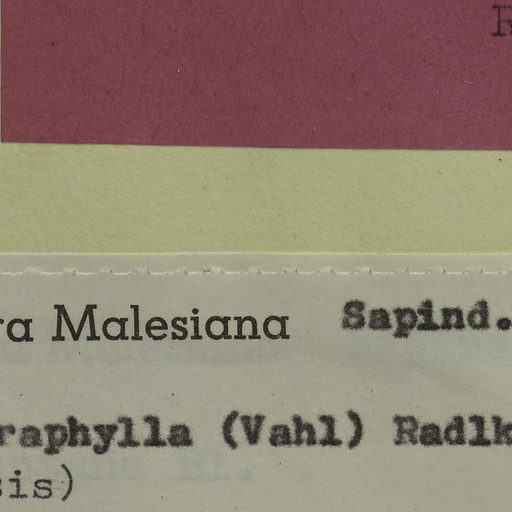 ra Malesiana Sapind.
raphylla (Vahl) Radlk
sis)